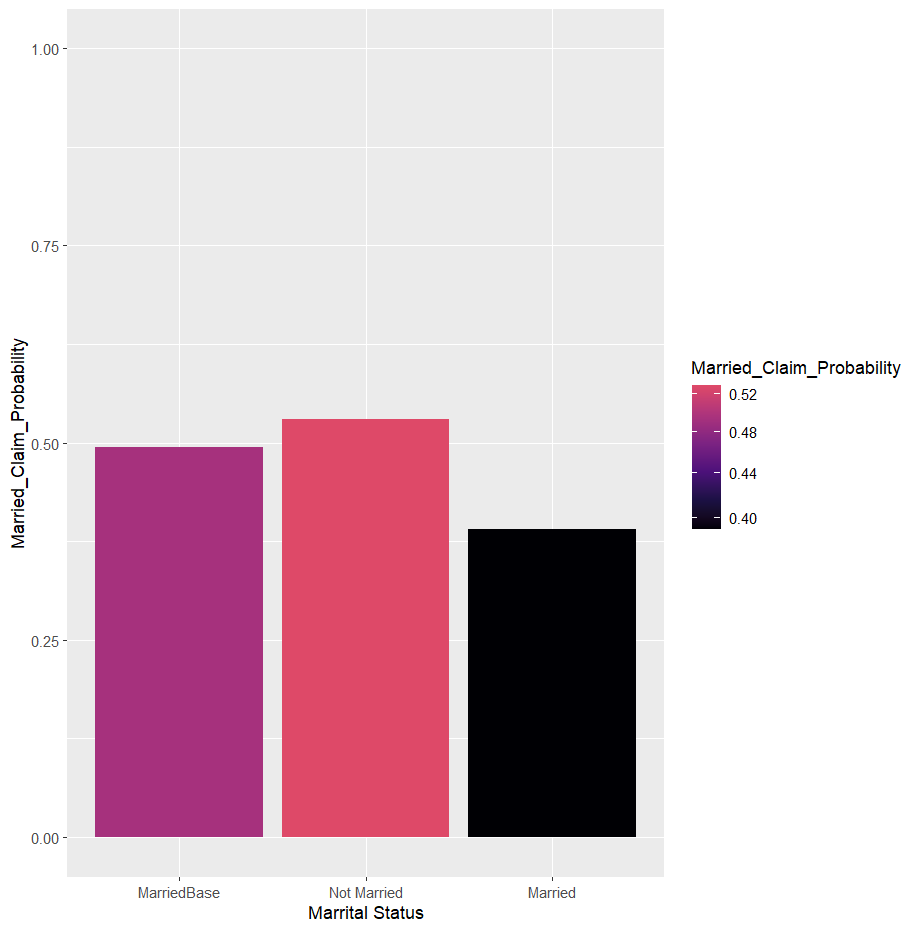 1.00
0.75
0.50
0.25
0.00
Married_Claim_Probability
MarriedBase
Not Married
Married
Marrital Status
Married_Claim_Probability
0.52
0.48
0.44
0.40